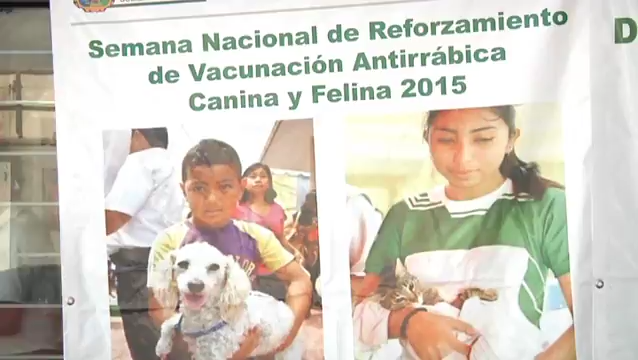 Semana Nacional de Reforzamiento
de Vacunación Antirrábica
Canina y Felina 2015
D